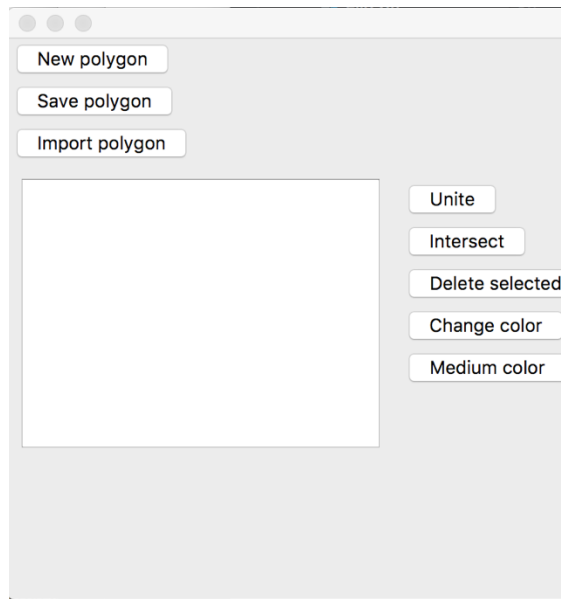 New polygon
Save polygon
Import polygon
Unite
Intersect
Delete selected
Change color
Medium color